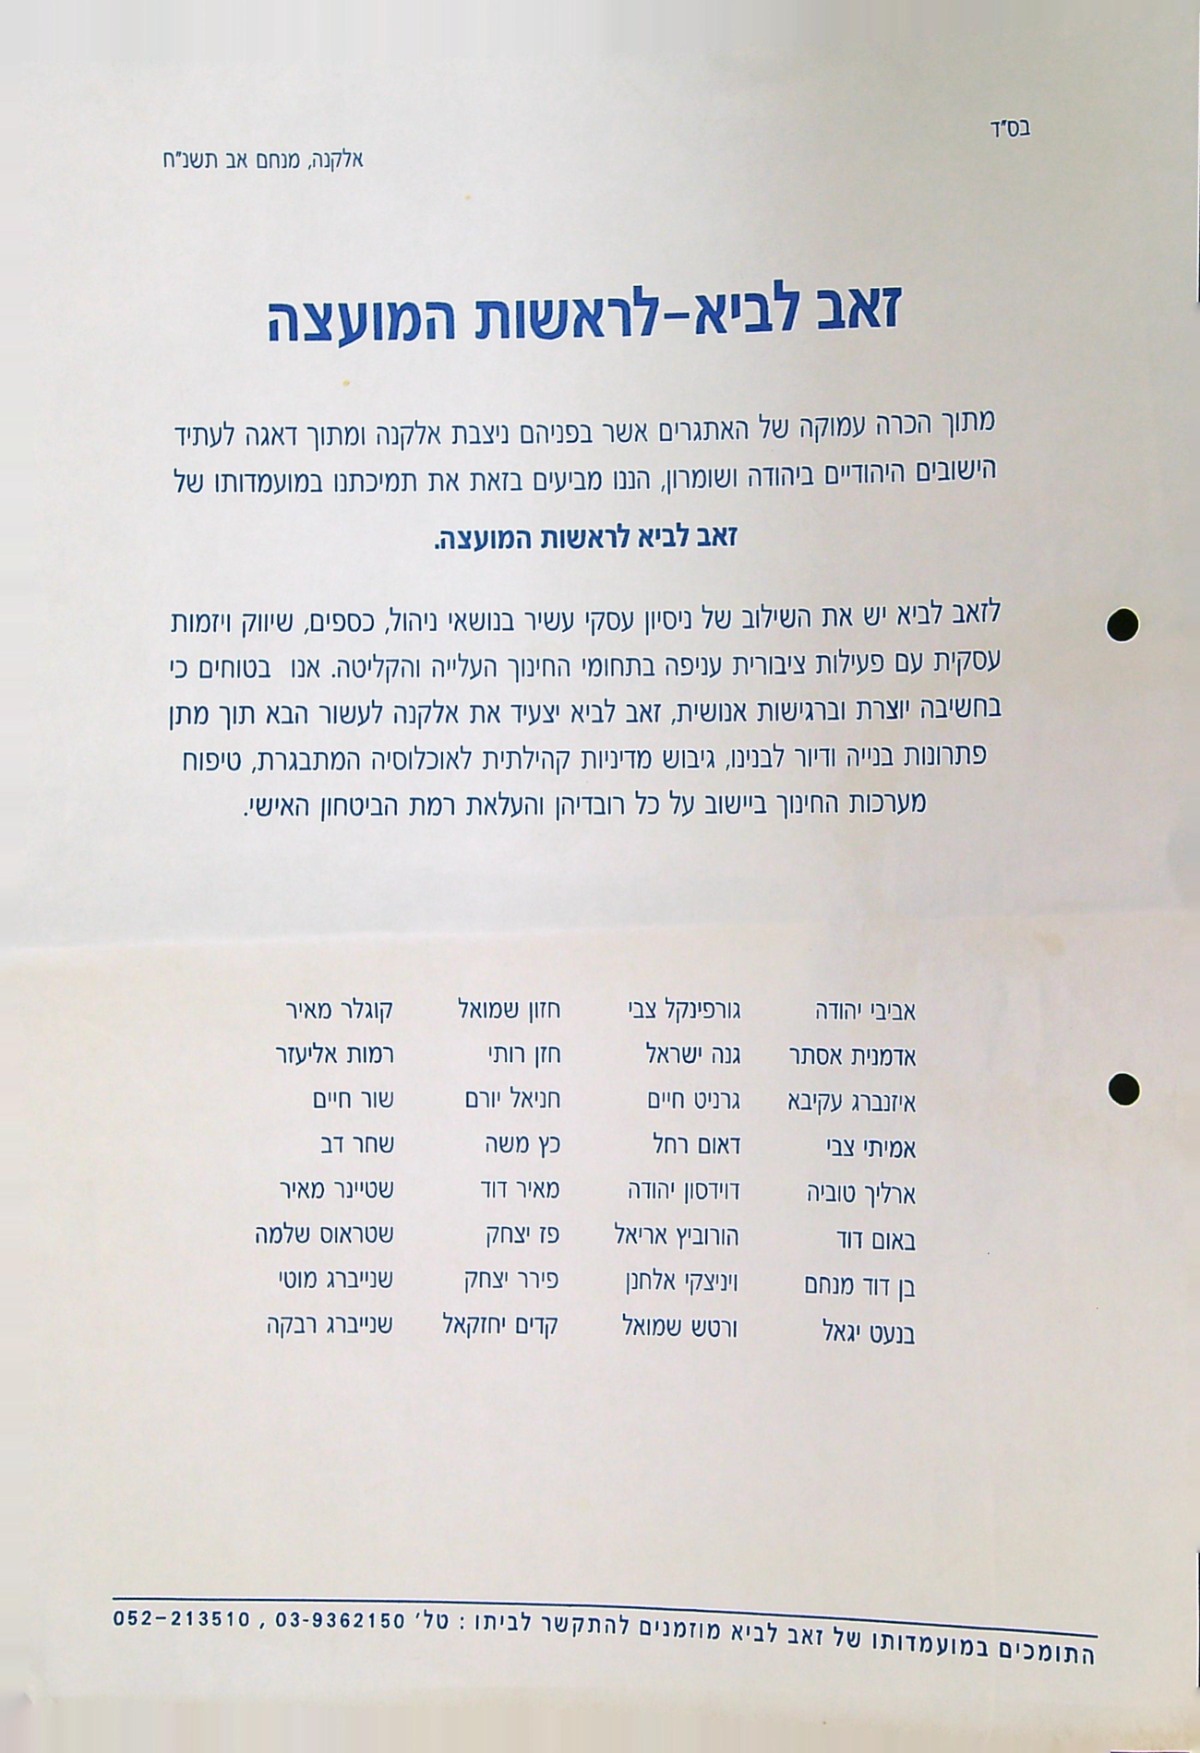 בס"ד
אלקנה, מנחם אב תשנ"ח
זאב לביא–לראשות המועצה
מתוך הכרה עמוקה של האתגרים אשר בפניהם ניצבת אלקנה ומתוך דאגה לעתיד
הישובים היהודיים ביהודה ושומרון, הננו מביעים בזאת את תמיכתנו במועמדותו של
זאב לביא לראשות המועצה.
לזאב לביא יש את השילוב של ניסיון עסקי עשיר בנושאי ניהול, כספים, שיווק ויזמות
עסקית עם פעילות ציבורית עניפה בתחומי החינוך העלייה והקליטה. אנו בטוחים כי
בחשיבה יוצרת וברגישות אנושית, זאב לביא יצעיד את אלקנה לעשור הבא תוך מתן
פתרונות בנייה ודיור לבנינו, גיבוש מדיניות קהילתית לאוכלוסיה המתבגרת, טיפוח
מערכות החינוך ביישוב על כל רובדיהן והעלאת רמת הביטחון האישי.
אביבי יהודה גורפינקל צבי חזון שמואל קוגלר מאיר
אדמנית אסתר גנה ישראל חזן רותי רמות אליעזר
איזנברג עקיבא גרניט חיים חניאל יורם שור חיים
אמיתי צבי דאום רחל כץ משה שחר דב
ארליך טוביה דוידסון יהודה מאיר דוד שטיינר מאיר
באום דוד הורוביץ אריאל פז יצחק שטראוס שלמה
בן דוד מנחם ויניצקי אלחנן פירר יצחק שנייברג מוטי
בנעט יגאל ורטש שמואל קדים יחזקאל שנייברג רבקה
התומכים במועמדותו של זאב לביא מוזמנים להתקשר לביתו : טל' 03-9362150 , 052-213510